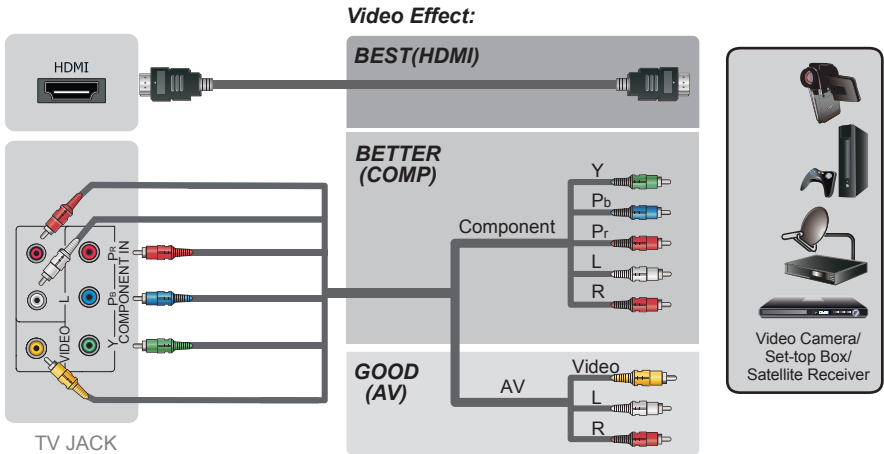 Video Effect:
HDMI
BEST(HDMI)
BETTER
(COMP)
Component
Y
Pb
Pr
L
R
GOOD
(AV)
AV
Video
L
R
VIDEO
L
Y
PB
PR
COMPONENT IN
TV JACK
Video Camera/
Set-top Box/
Satellite Receiver